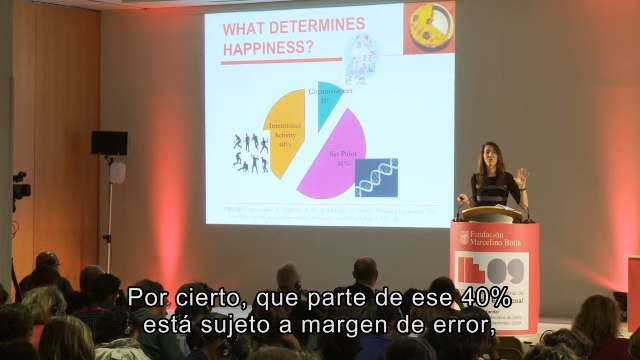 WHAT DETERMINES
HAPPINESS?
Circumstances
10%
Intentional
Activity
40%
Set Point
50%
Fundación
Marcelino Botín
09
Por cierto, que parte de ese 40%
está sujeto a margen de error,